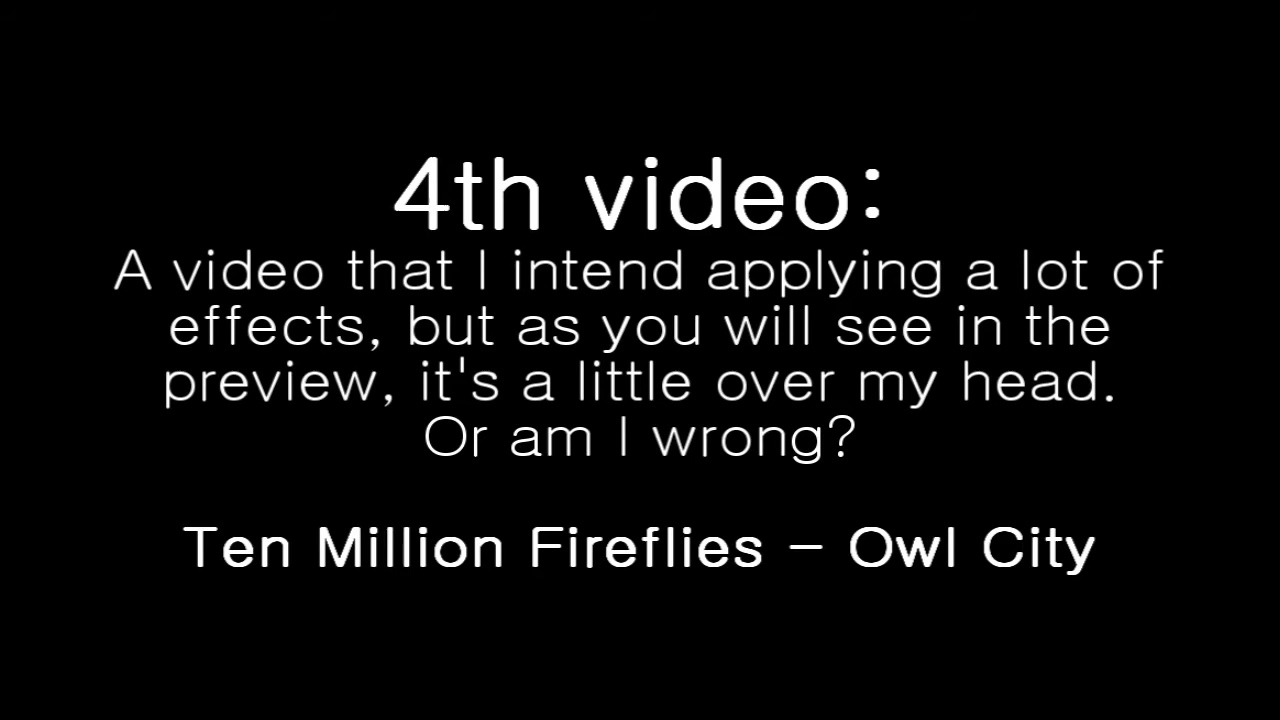 4th video:
A video that I intend applying a lot of
effects, but as you will see in the
preview, it's a little over my head.
Or am I wrong?
Ten Million Fireflies - Owl City